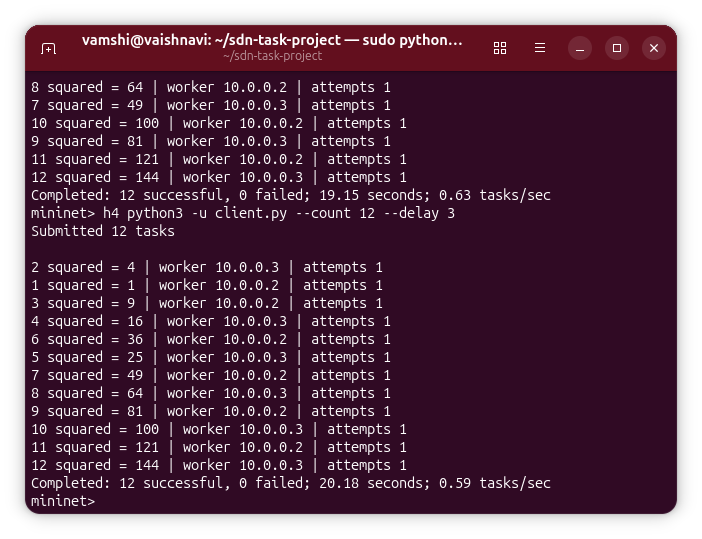 vamshi@vaishnavi: ~/sdn-task-project — sudo python…
~/sdn-task-project
8 squared = 64 | worker 10.0.0.2 | attempts 1
7 squared = 49 | worker 10.0.0.3 | attempts 1
10 squared = 100 | worker 10.0.0.2 | attempts 1
9 squared = 81 | worker 10.0.0.3 | attempts 1
11 squared = 121 | worker 10.0.0.2 | attempts 1
12 squared = 144 | worker 10.0.0.3 | attempts 1
Completed: 12 successful, 0 failed; 19.15 seconds; 0.63 tasks/sec
mininet> h4 python3 -u client.py --count 12 --delay 3
Submitted 12 tasks
2 squared = 4 | worker 10.0.0.3 | attempts 1
1 squared = 1 | worker 10.0.0.2 | attempts 1
3 squared = 9 | worker 10.0.0.2 | attempts 1
4 squared = 16 | worker 10.0.0.3 | attempts 1
6 squared = 36 | worker 10.0.0.2 | attempts 1
5 squared = 25 | worker 10.0.0.3 | attempts 1
7 squared = 49 | worker 10.0.0.2 | attempts 1
8 squared = 64 | worker 10.0.0.3 | attempts 1
9 squared = 81 | worker 10.0.0.2 | attempts 1
10 squared = 100 | worker 10.0.0.3 | attempts 1
11 squared = 121 | worker 10.0.0.2 | attempts 1
12 squared = 144 | worker 10.0.0.3 | attempts 1
Completed: 12 successful, 0 failed; 20.18 seconds; 0.59 tasks/sec
mininet>